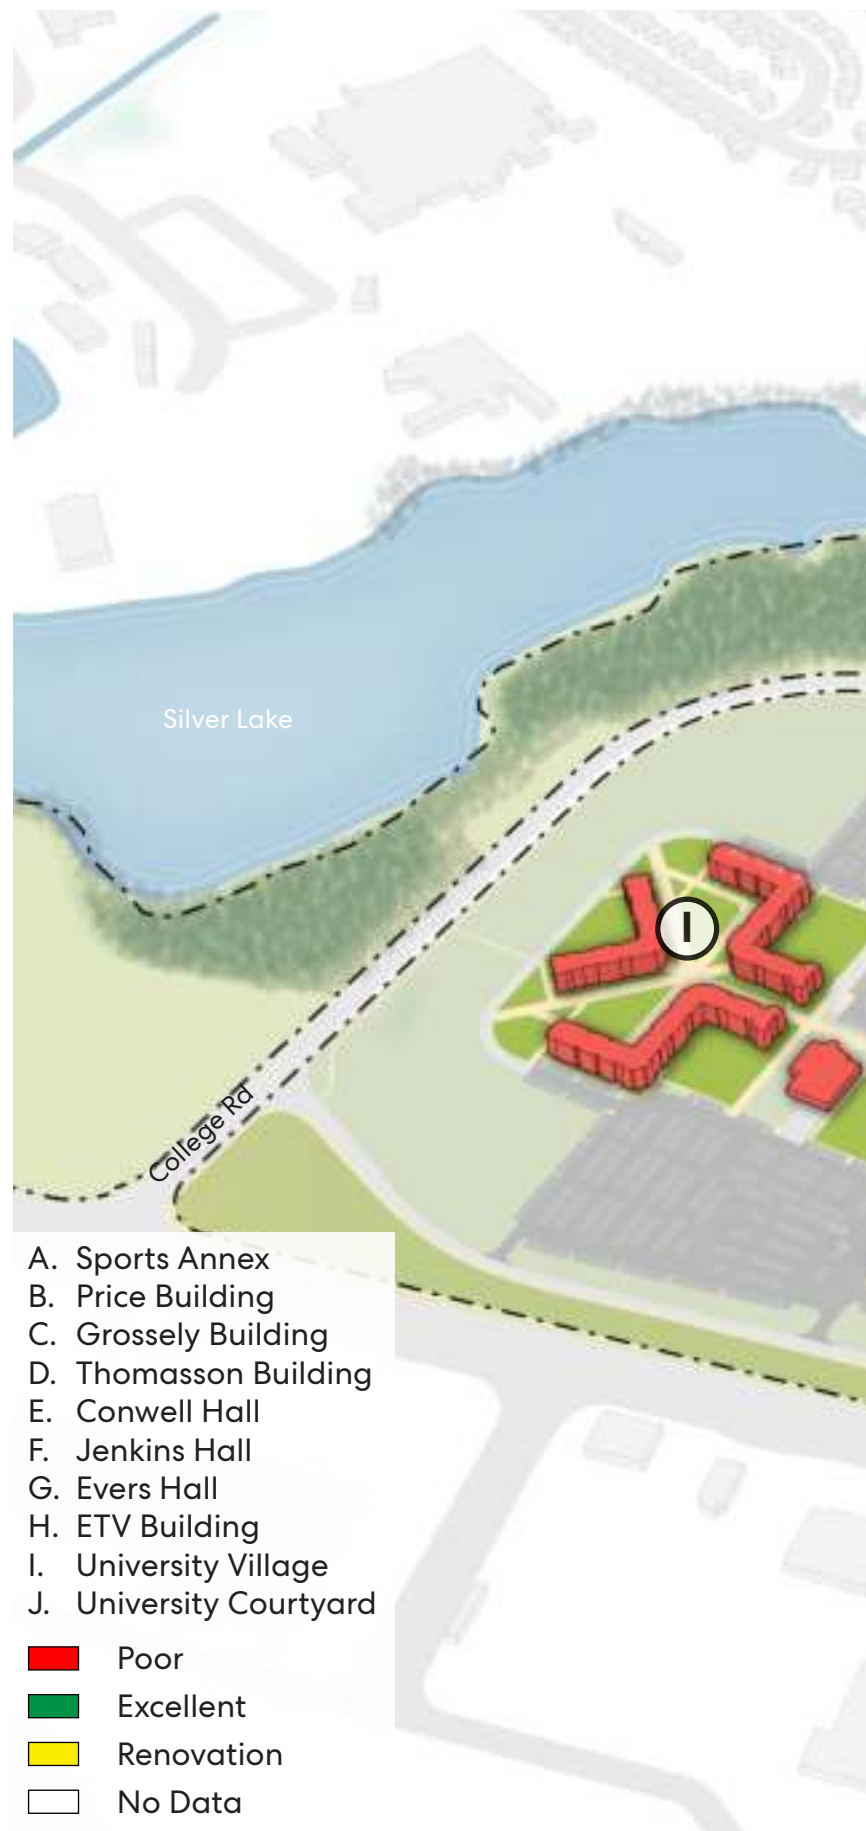 Silver Lake
I
College Rd
A. Sports Annex
B. Price Building
C. Grossely Building
D. Thomasson Building
E. Conwell Hall
F. Jenkins Hall
G. Evers Hall
H. ETV Building
I. University Village
J. University Courtyard
Poor
Excellent
Renovation
No Data